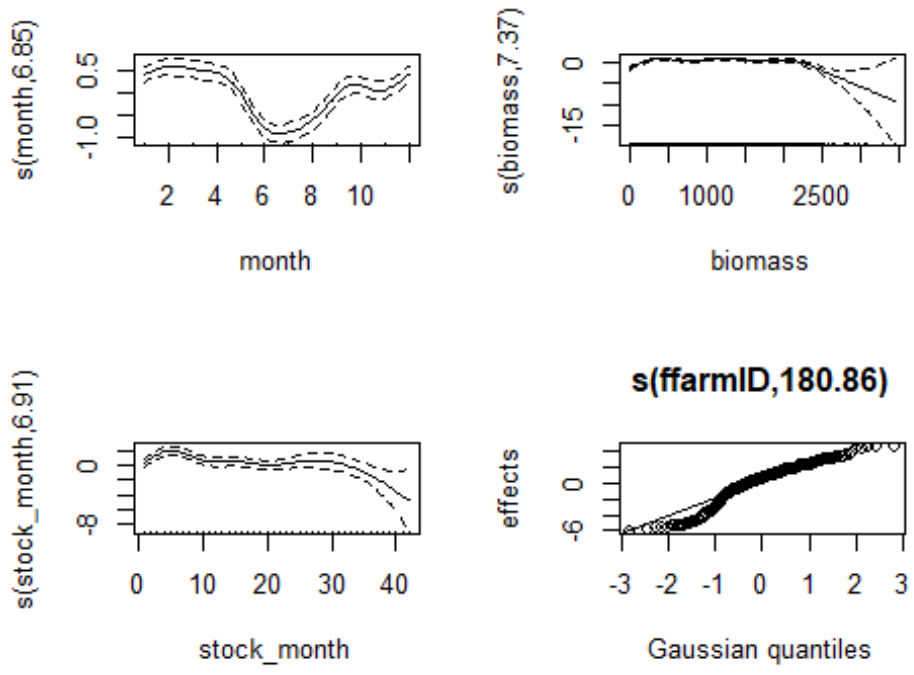 s(month,6.85)
0.5
-1.0
2 4 6 8 10
month
s(biomass,7.37)
0
-15
0 1000 2500
biomass
s(stock_month,6.91)
0
-8
0 10 20 30 40
stock_month
s(ffarmID,180.86)
effects
0
-6
-3 -2 -1 0 1 2 3
Gaussian quantiles